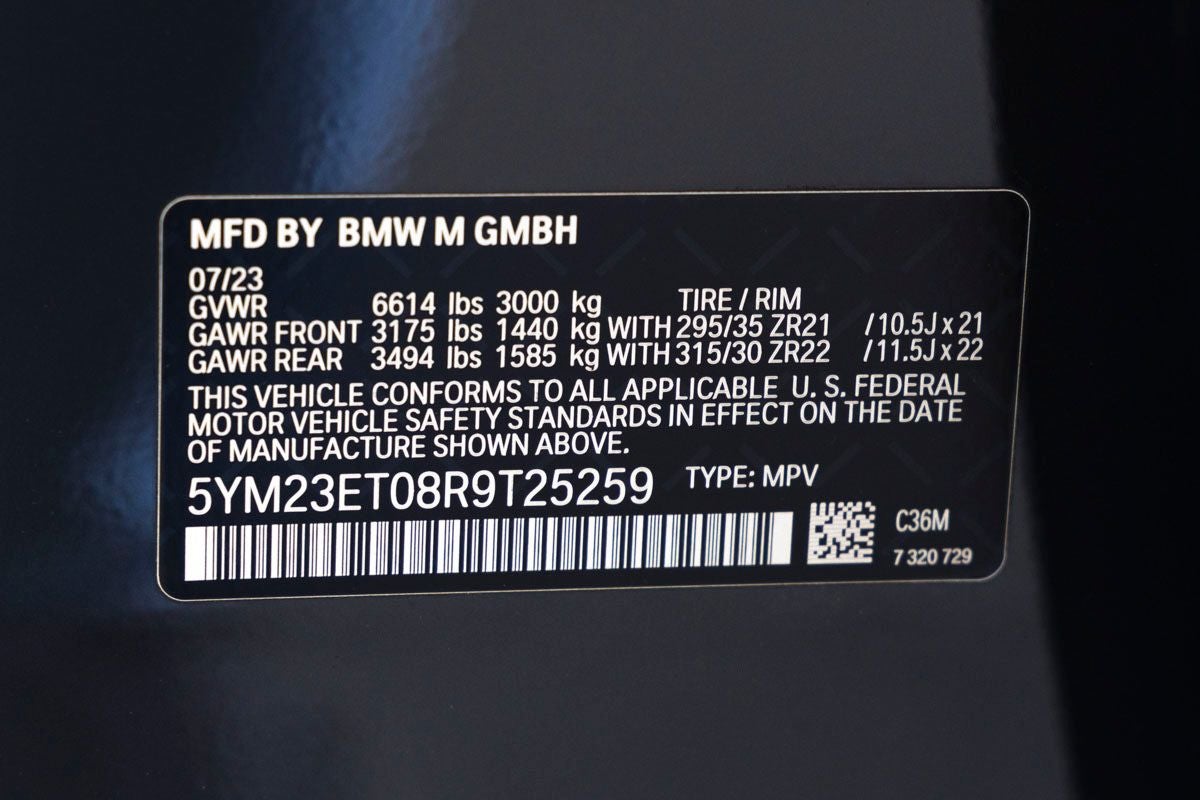 MFD BY BMW M GMBH
07/23
GVWR 6614 lbs 3000 kg TIRE / RIM
GAWR FRONT 3175 lbs 1440 kg WITH 295/35 ZR21 /10.5J x 21
GAWR REAR 3494 lbs 1585 kg WITH 315/30 ZR22 /11.5J x 22
THIS VEHICLE CONFORMS TO ALL APPLICABLE U. S. FEDERAL
MOTOR VEHICLE SAFETY STANDARDS IN EFFECT ON THE DATE
OF MANUFACTURE SHOWN ABOVE.
5YM23ET08R9T25259 TYPE: MPV
C36M
7 320 729